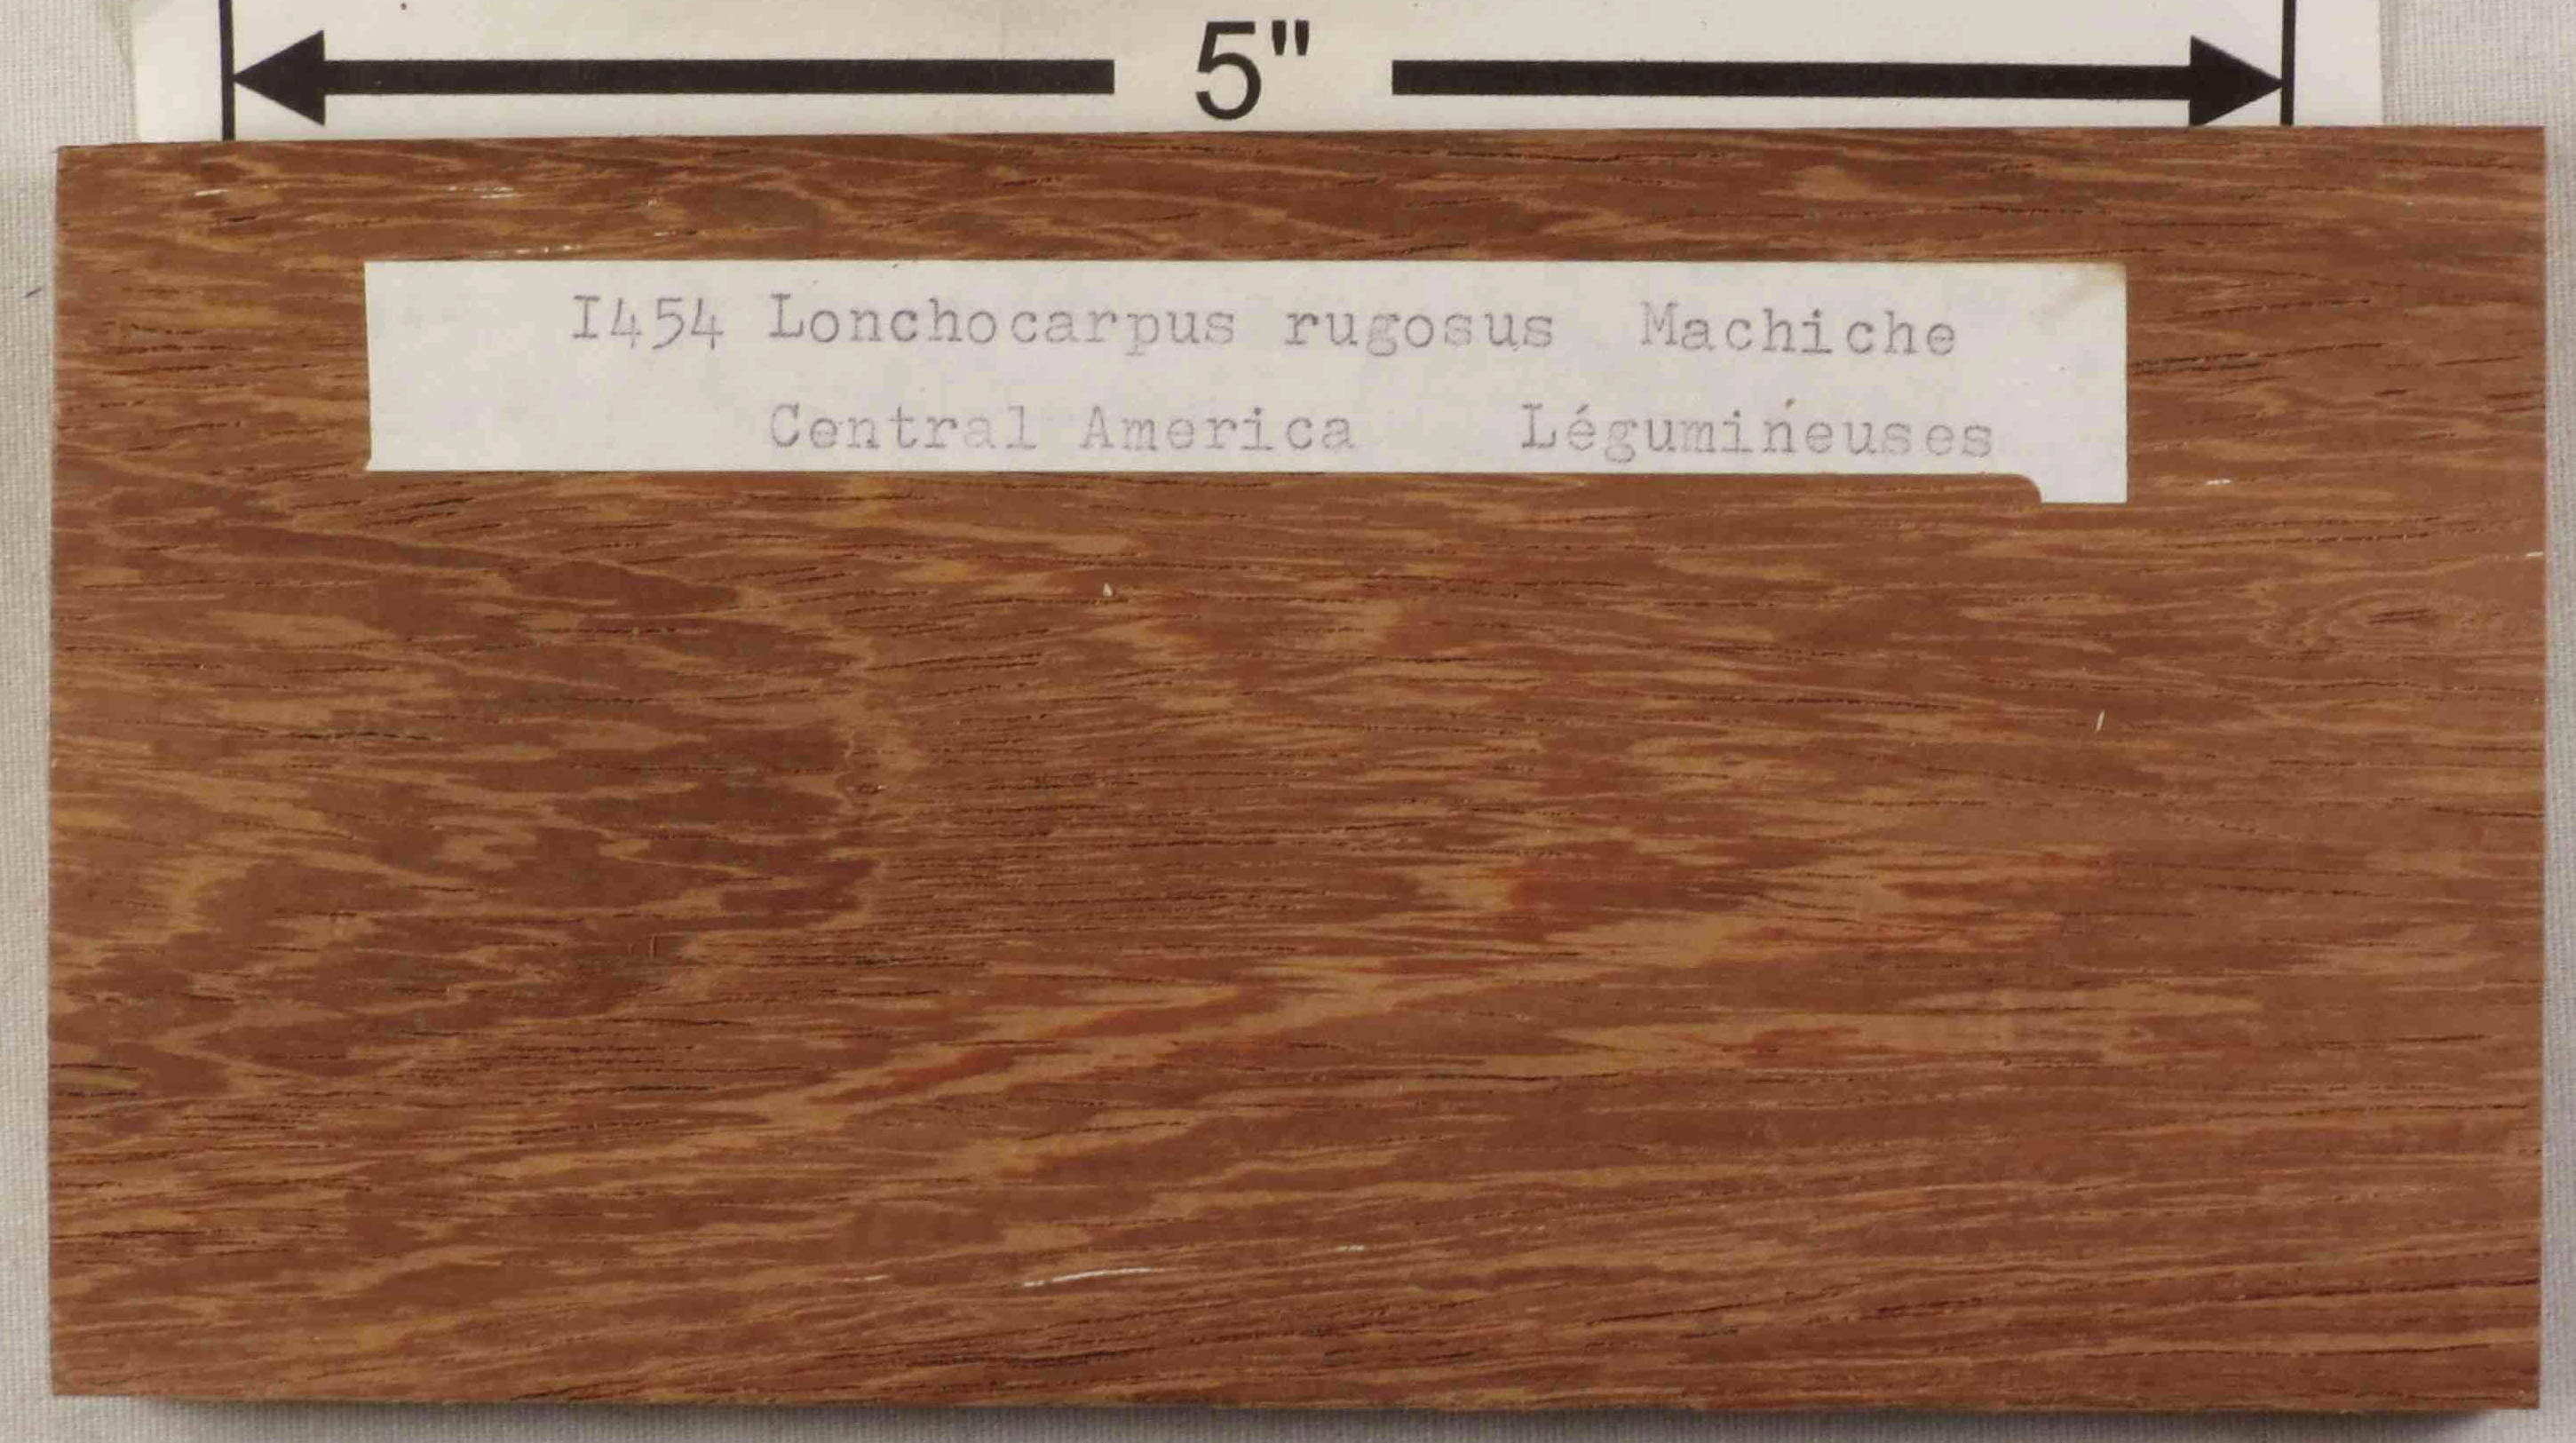 5"
I454 Lonchocarpus rugosus Machiche
Central America Légumineuses